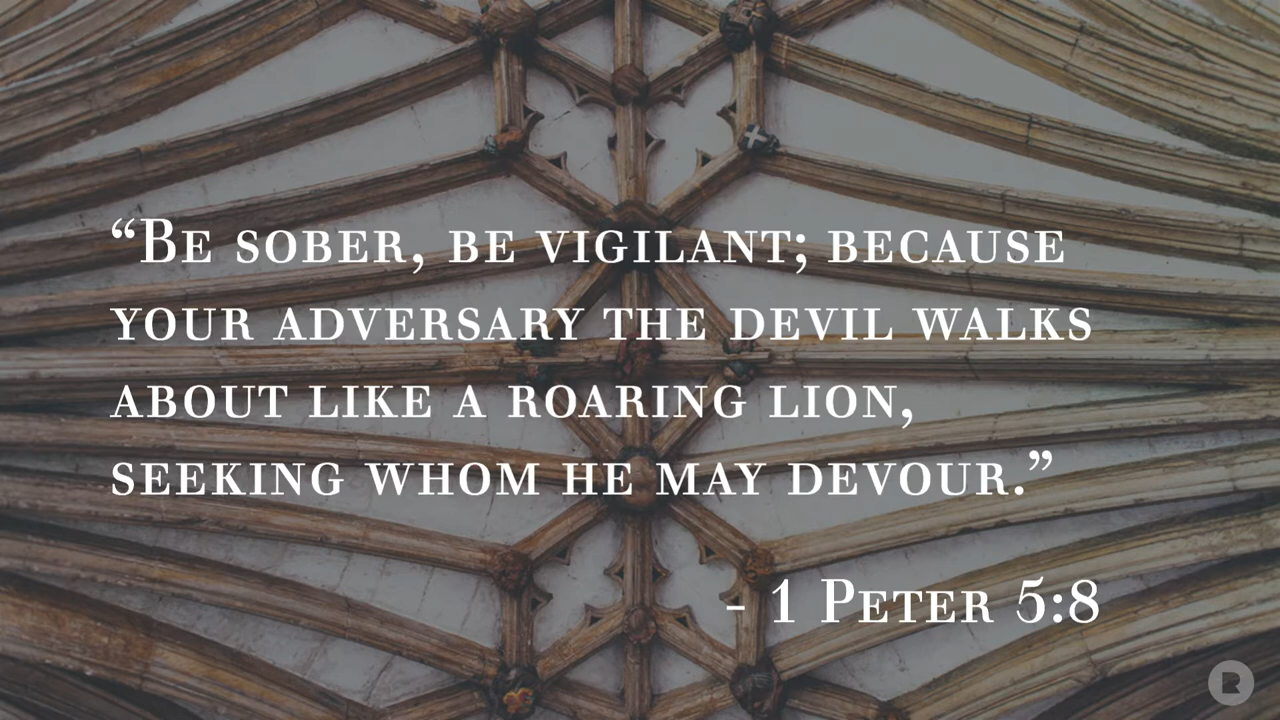 “Be sober, be vigilant; because
your adversary the devil walks
about like a roaring lion,
seeking whom he may devour.”
- 1 Peter 5:8
R